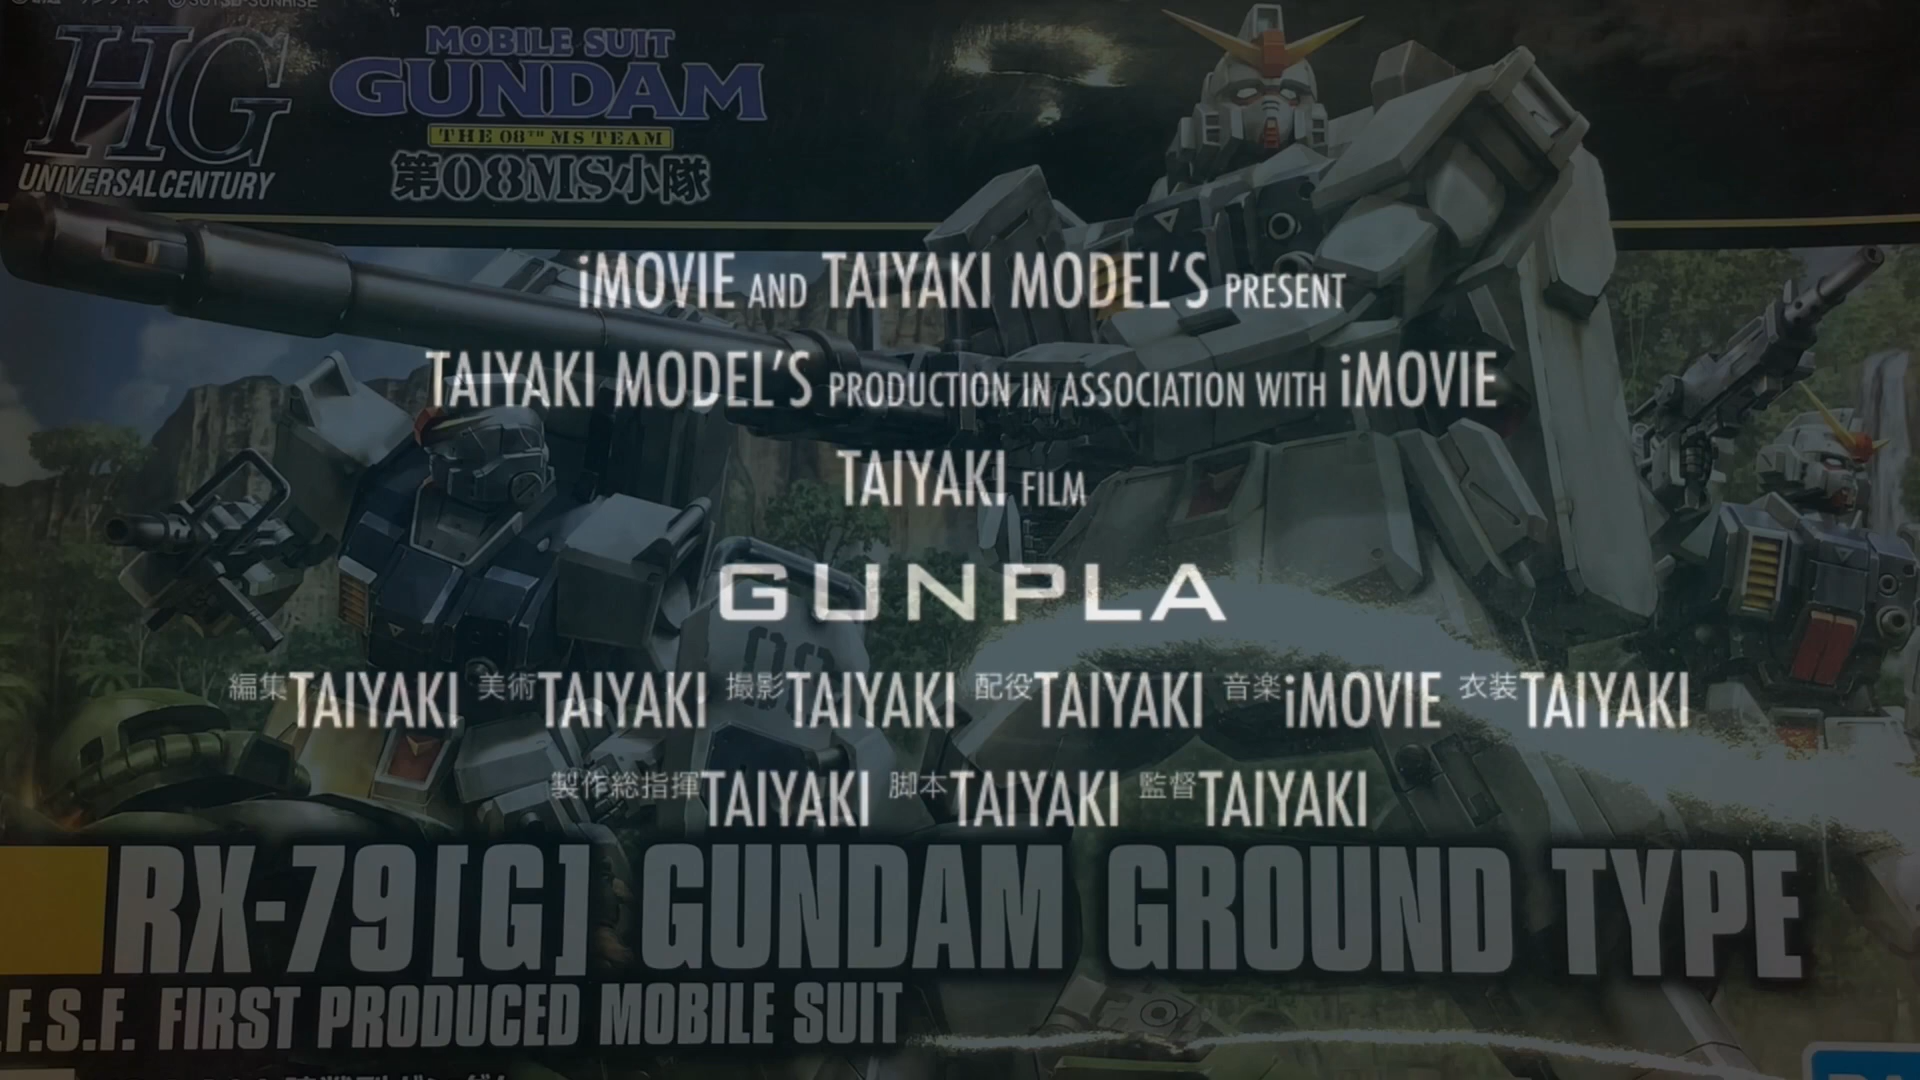 HG
UNIVERSAL CENTURY
MOBILE SUIT
GUNDAM
THE 08TH MS TEAM
第08MS小隊
iMOVIE AND TAIYAKI MODEL'S PRESENT
TAIYAKI MODEL'S PRODUCTION IN ASSOCIATION WITH iMOVIE
TAIYAKI FILM
GUNPLA
編集TAIYAKI 美術TAIYAKI 撮影TAIYAKI 配役TAIYAKI 音楽iMOVIE 衣装TAIYAKI
製作総指揮TAIYAKI 脚本TAIYAKI 監督TAIYAKI
RX-79[G] GUNDAM GROUND TYPE
.F.S.F. FIRST PRODUCED MOBILE SUIT